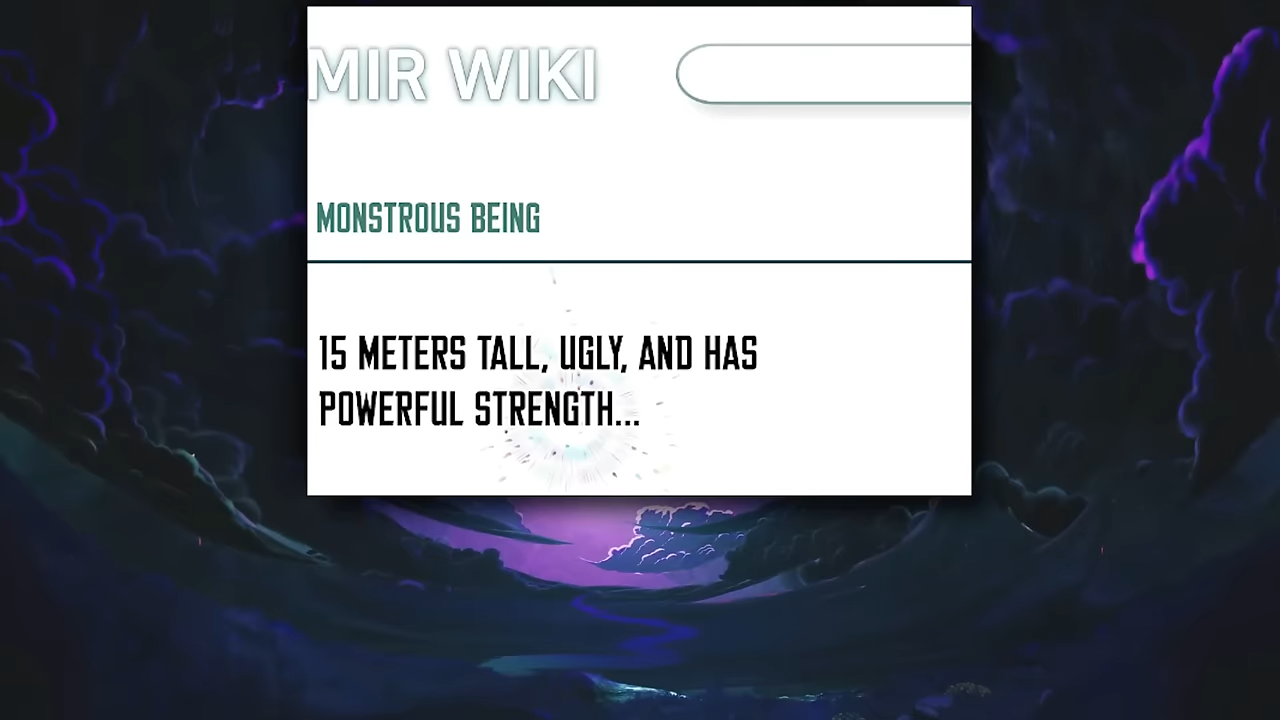 MIR WIKI
MONSTROUS BEING
15 METERS TALL, UGLY, AND HAS
POWERFUL STRENGTH...